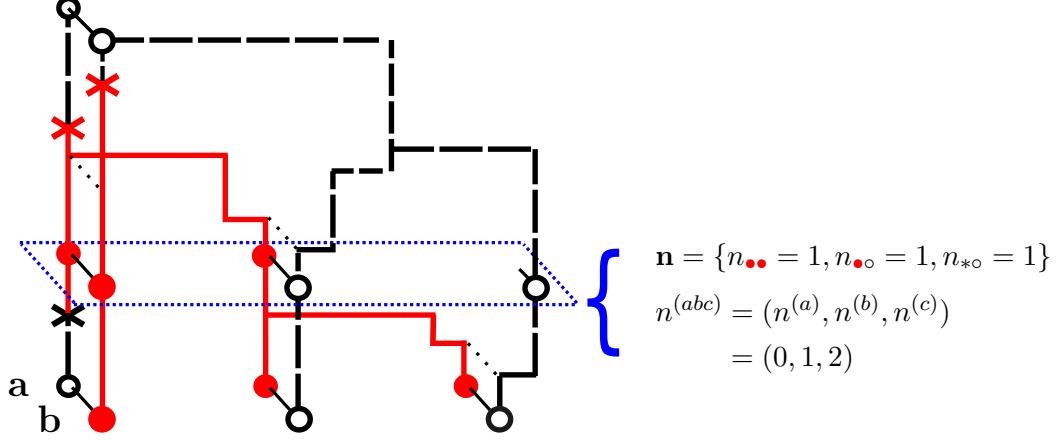 𝐧 = {n_{●●} = 1, n_{●○} = 1, n_{*○} = 1}
n^{(abc)} = (n^{(a)}, n^{(b)}, n^{(c)})
= (0, 1, 2)
a
b